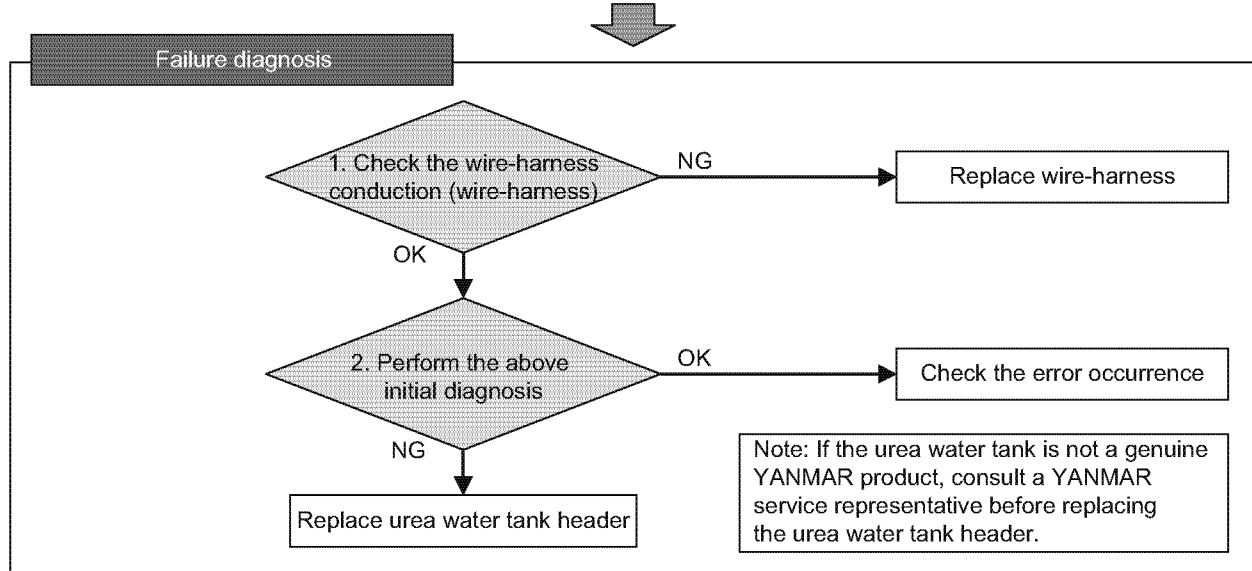 Failure diagnosis
1. Check the wire-harness
conduction (wire-harness)
NG
Replace wire-harness
OK
2. Perform the above
initial diagnosis
OK
Check the error occurrence
NG
Replace urea water tank header
Note: If the urea water tank is not a genuine
YANMAR product, consult a YANMAR
service representative before replacing
the urea water tank header.